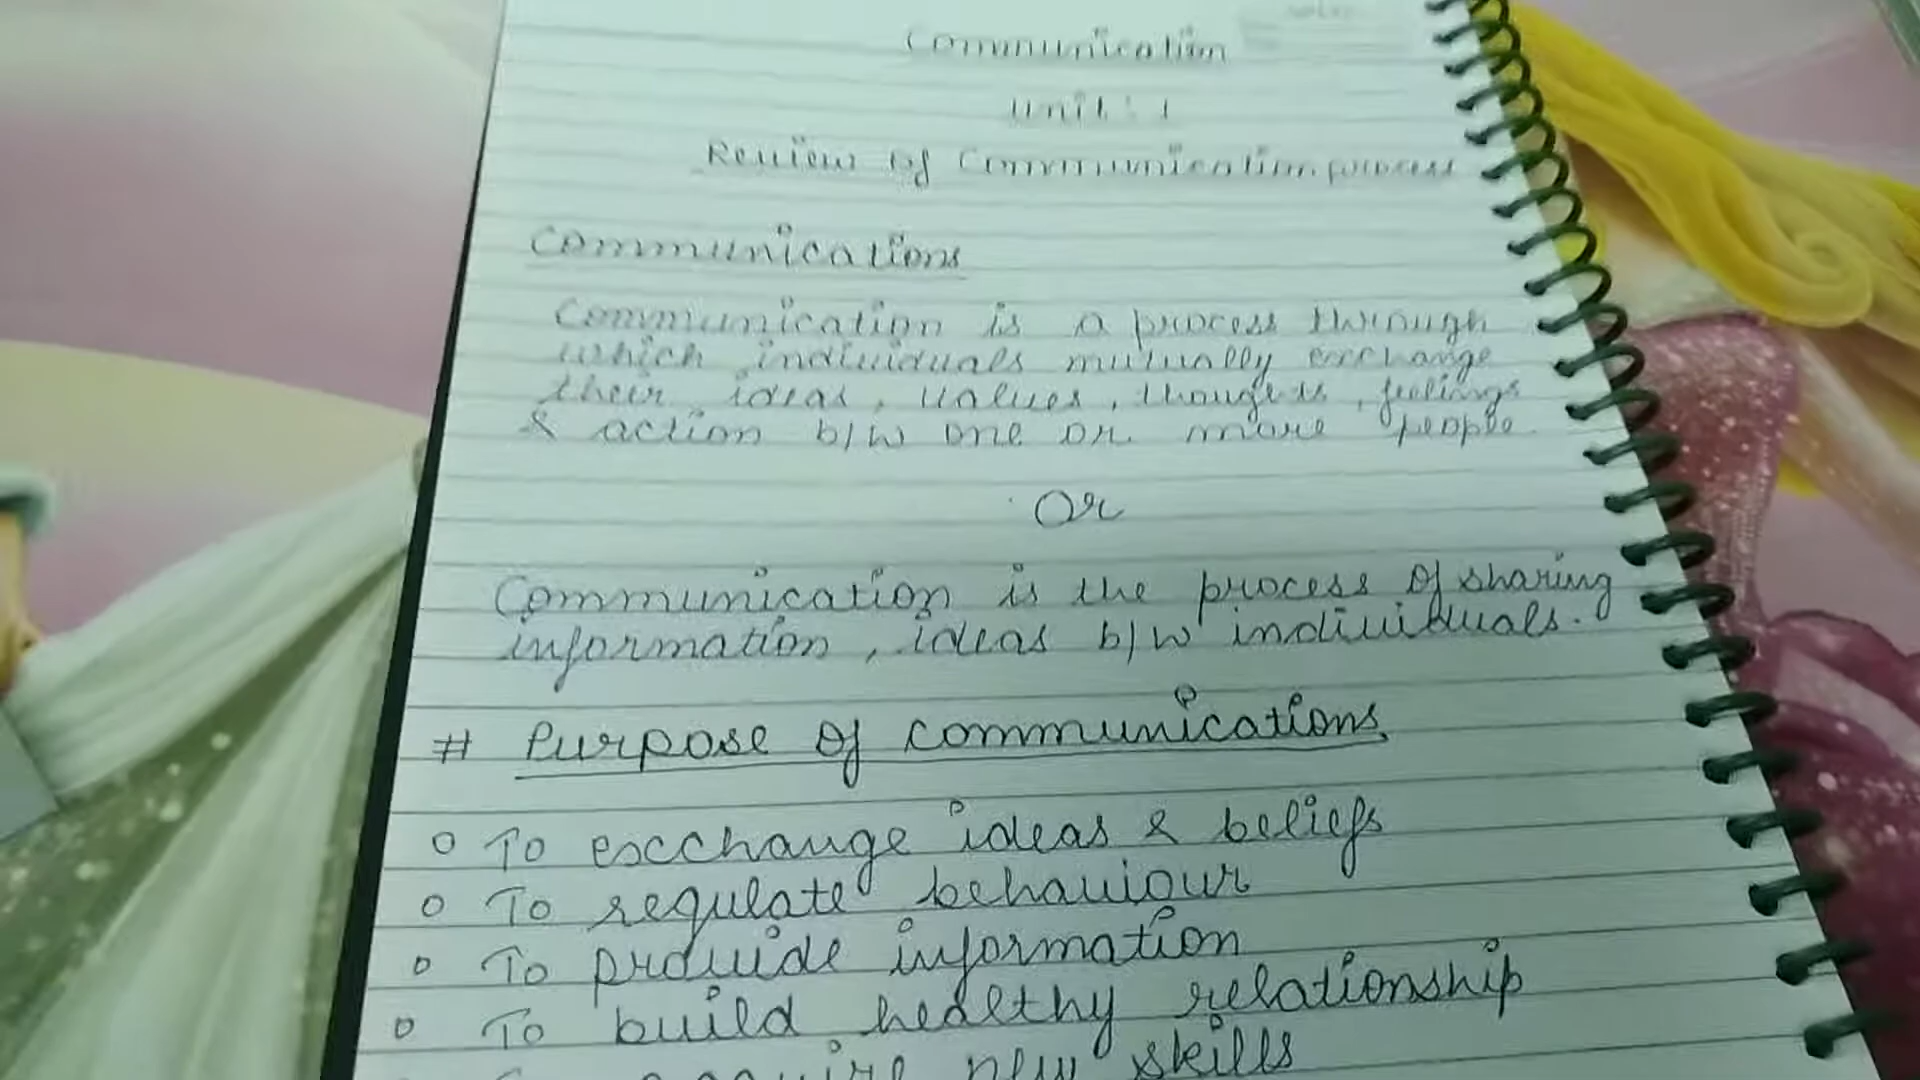 Communication
Unit : 1
Review of Communication process
Communications
Communication is a process through
which individuals mutually exchange
their ideas, values, thoughts, feelings
& action b/w one or more people.
Or
Communication is the process of sharing
information, ideas b/w individuals.
# Purpose of communications
o To exchange ideas & beliefs
o To regulate behaviour
o To provide information
o To build healthy relationship
new skills